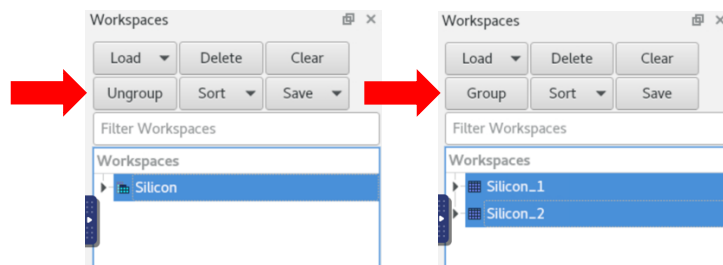 Workspaces
Load Delete Clear
Ungroup Sort Save
Filter Workspaces
Workspaces
Silicon
Workspaces
Load Delete Clear
Group Sort Save
Filter Workspaces
Workspaces
Silicon_1
Silicon_2